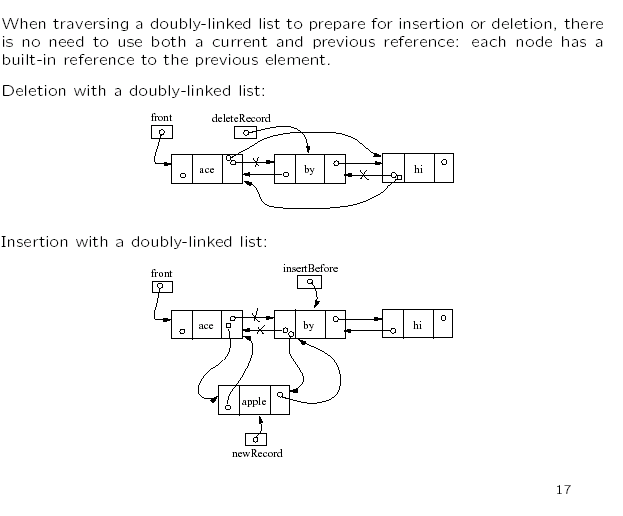 When traversing a doubly-linked list to prepare for insertion or deletion, there
is no need to use both a current and previous reference: each node has a
built-in reference to the previous element.
Deletion with a doubly-linked list:
front deleteRecord
ace by hi
Insertion with a doubly-linked list:
insertBefore
front
ace by hi
apple
newRecord
17